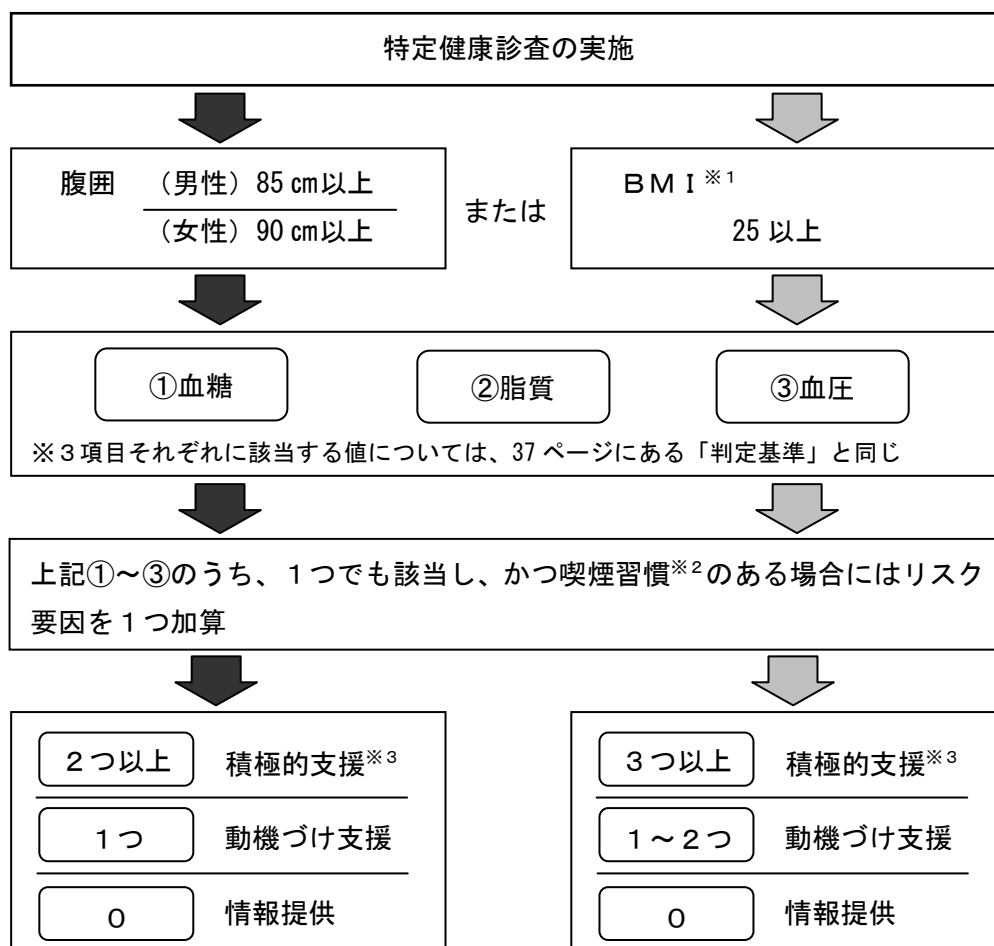 特定健康診査の実施
腹囲 （男性）85㎝以上
（女性）90㎝以上
または
ＢＭＩ※1
25以上
①血糖
②脂質
③血圧
※３項目それぞれに該当する値については、37ページにある「判定基準」と同じ
上記①～③のうち、１つでも該当し、かつ喫煙習慣※2のある場合にはリスク
要因を１つ加算
２つ以上 積極的支援※3
１つ 動機づけ支援
０ 情報提供
３つ以上 積極的支援※3
１～２つ 動機づけ支援
０ 情報提供